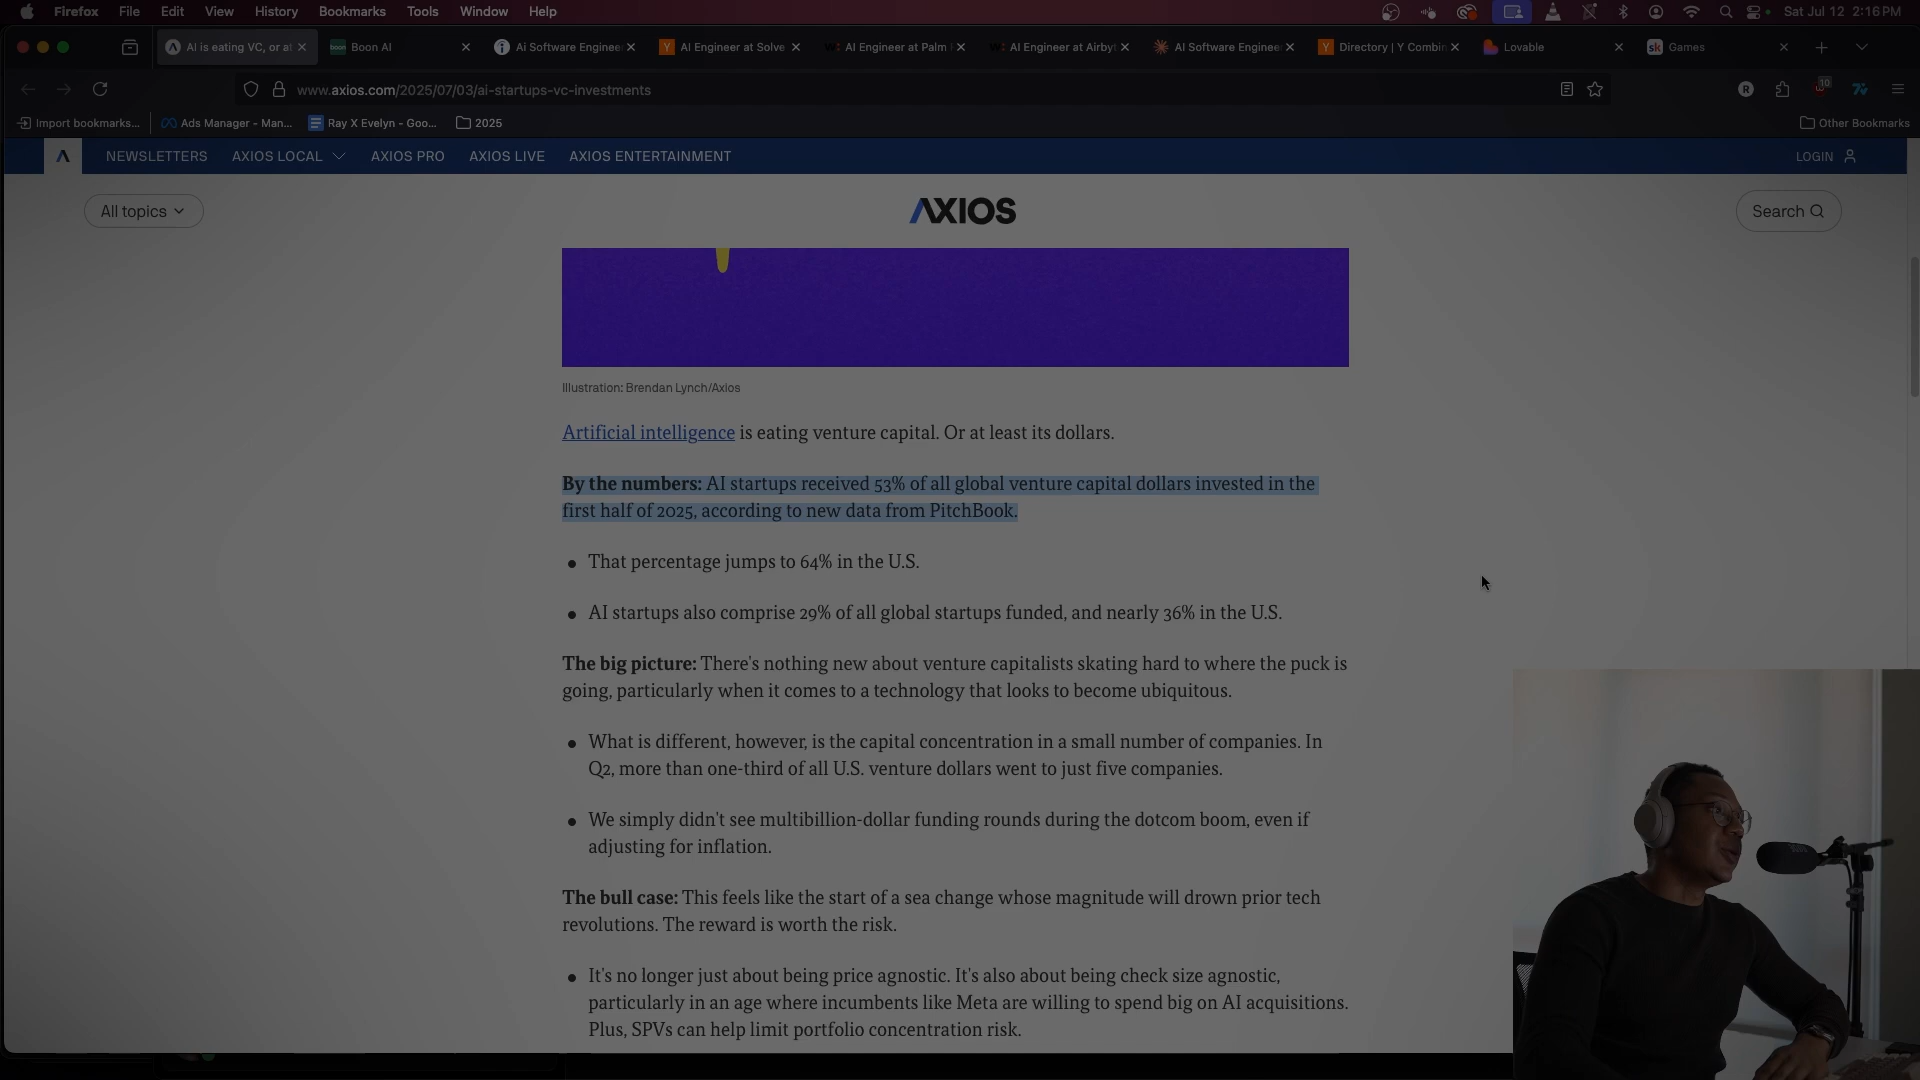 Firefox File Edit View History Bookmarks Tools Window Help
Sat Jul 12 2:16 PM
AI is eating VC, or at
Boon AI
Ai Software Enginee
AI Engineer at Solve
AI Engineer at Palm
AI Engineer at Airbyt
AI Software Enginee
Directory | Y Combin
Lovable
Games
www.axios.com/2025/07/03/ai-startups-vc-investments
10
R
Import bookmarks...
Ads Manager - Man...
Ray X Evelyn - Goo...
2025
Other Bookmarks
NEWSLETTERS AXIOS LOCAL AXIOS PRO AXIOS LIVE AXIOS ENTERTAINMENT
LOGIN
All topics
AXIOS
Search
Illustration: Brendan Lynch/Axios
Artificial intelligence is eating venture capital. Or at least its dollars.
By the numbers: AI startups received 53% of all global venture capital dollars invested in the
first half of 2025, according to new data from PitchBook.
• That percentage jumps to 64% in the U.S.
• AI startups also comprise 29% of all global startups funded, and nearly 36% in the U.S.
The big picture: There's nothing new about venture capitalists skating hard to where the puck is
going, particularly when it comes to a technology that looks to become ubiquitous.
• What is different, however, is the capital concentration in a small number of companies. In
Q2, more than one-third of all U.S. venture dollars went to just five companies.
• We simply didn't see multibillion-dollar funding rounds during the dotcom boom, even if
adjusting for inflation.
The bull case: This feels like the start of a sea change whose magnitude will drown prior tech
revolutions. The reward is worth the risk.
• It's no longer just about being price agnostic. It's also about being check size agnostic,
particularly in an age where incumbents like Meta are willing to spend big on AI acquisitions.
Plus, SPVs can help limit portfolio concentration risk.